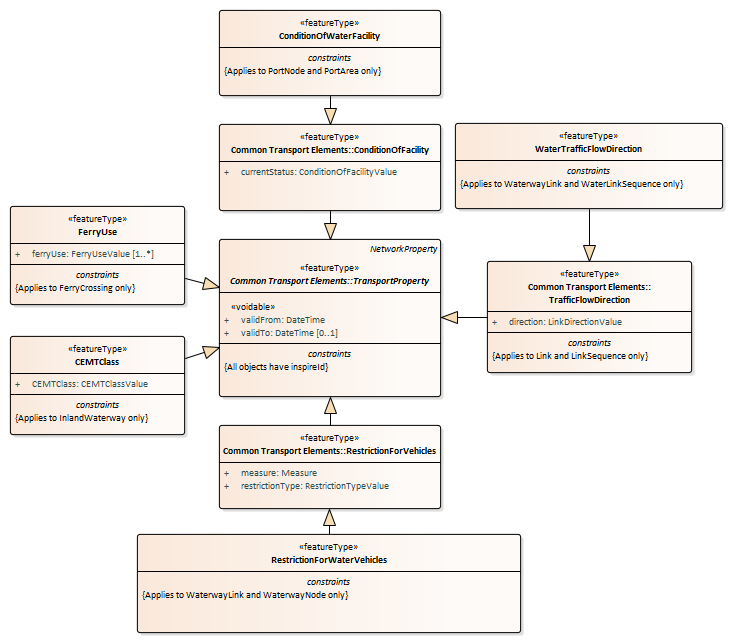 «featureType»
ConditionOfWaterFacility
constraints
{Applies to PortNode and PortArea only}
«featureType»
Common Transport Elements::ConditionOfFacility
+ currentStatus: ConditionOfFacilityValue
«featureType»
WaterTrafficFlowDirection
constraints
{Applies to WaterwayLink and WaterLinkSequence only}
«featureType»
FerryUse
+ ferryUse: FerryUseValue [1..*]
constraints
{Applies to FerryCrossing only}
NetworkProperty
«featureType»
Common Transport Elements::TransportProperty
«voidable»
+ validFrom: DateTime
+ validTo: DateTime [0..1]
constraints
{All objects have inspireId}
«featureType»
Common Transport Elements::
TrafficFlowDirection
+ direction: LinkDirectionValue
constraints
{Applies to Link and LinkSequence only}
«featureType»
CEMTClass
+ CEMTClass: CEMTClassValue
constraints
{Applies to InlandWaterway only}
«featureType»
Common Transport Elements::RestrictionForVehicles
+ measure: Measure
+ restrictionType: RestrictionTypeValue
«featureType»
RestrictionForWaterVehicles
constraints
{Applies to WaterwayLink and WaterwayNode only}